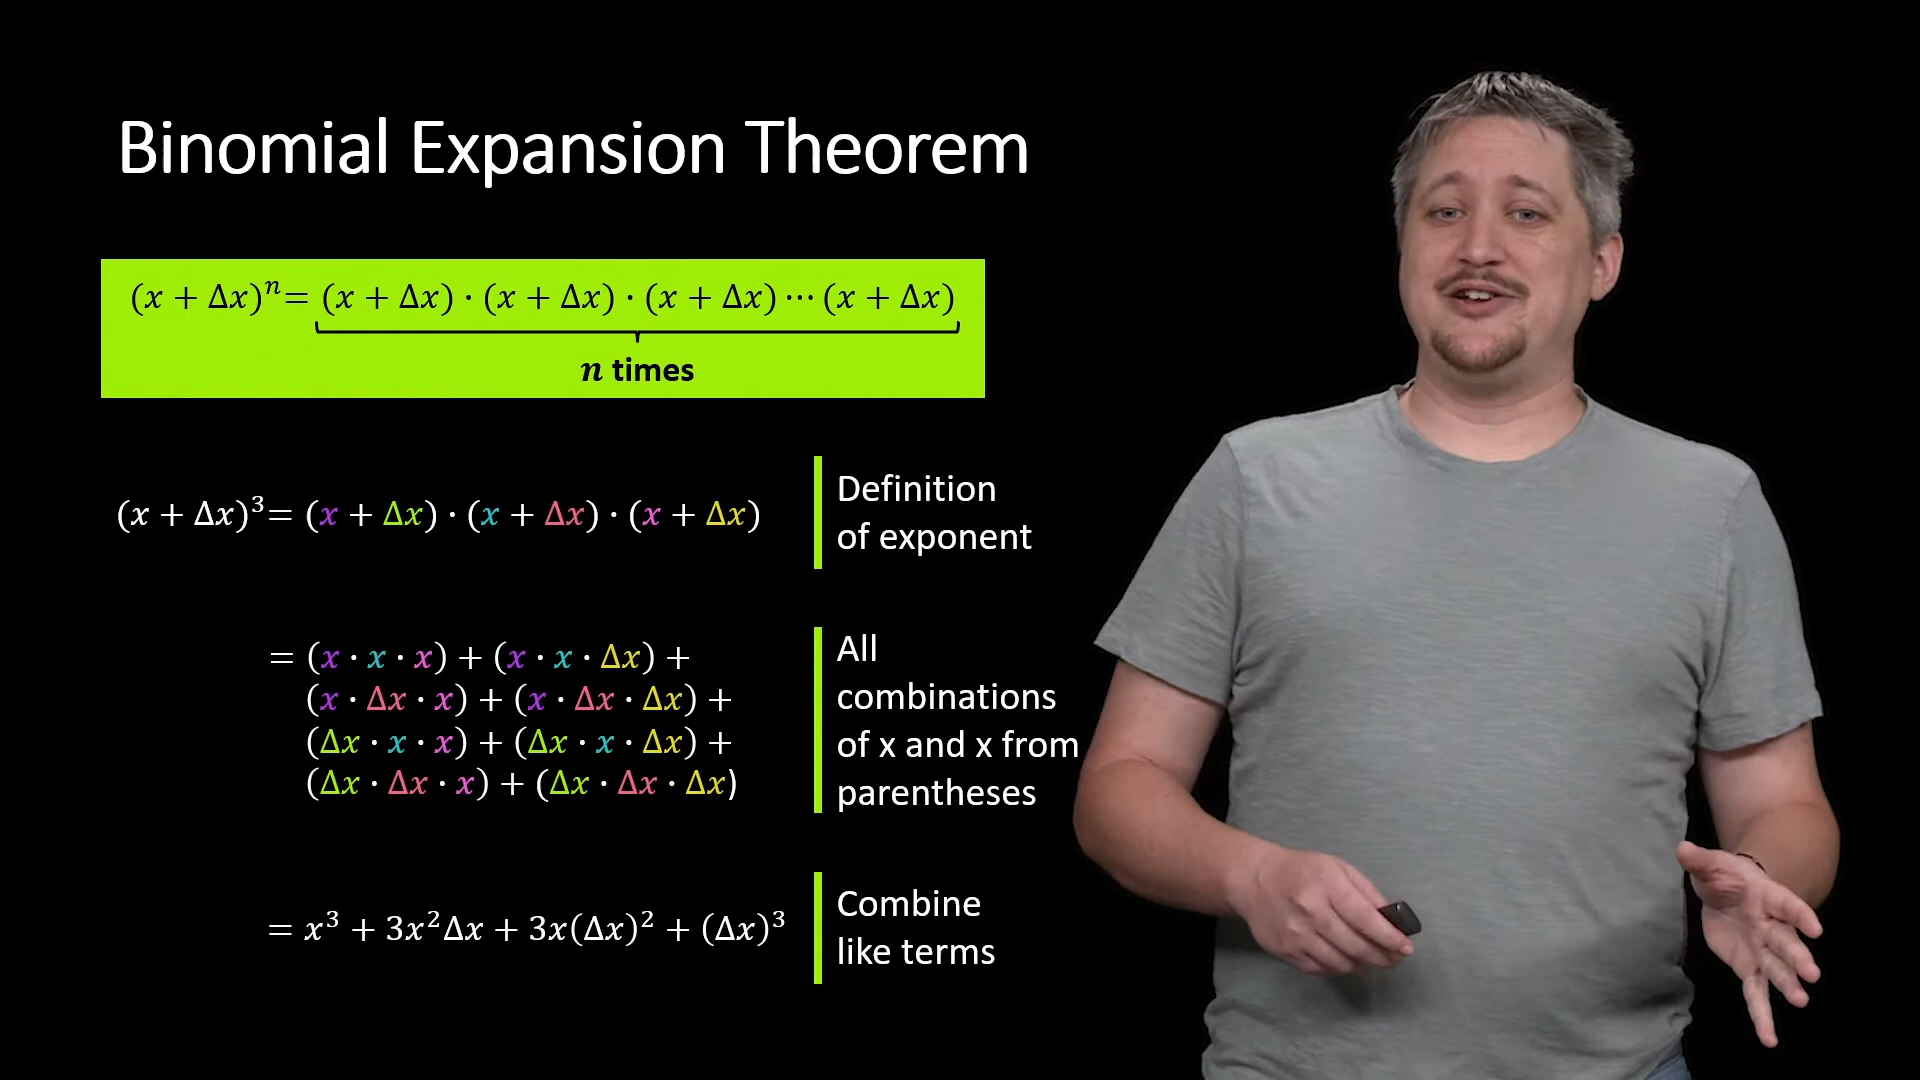 Binomial Expansion Theorem
(x + Δx)ⁿ= (x + Δx) · (x + Δx) · (x + Δx) ··· (x + Δx)
n times
(x + Δx)³= (x + Δx) · (x + Δx) · (x + Δx)
Definition
of exponent
= (x · x · x) + (x · x · Δx) +
(x · Δx · x) + (x · Δx · Δx) +
(Δx · x · x) + (Δx · x · Δx) +
(Δx · Δx · x) + (Δx · Δx · Δx)
All
combinations
of x and x from
parentheses
= x³ + 3x²Δx + 3x(Δx)² + (Δx)³
Combine
like terms